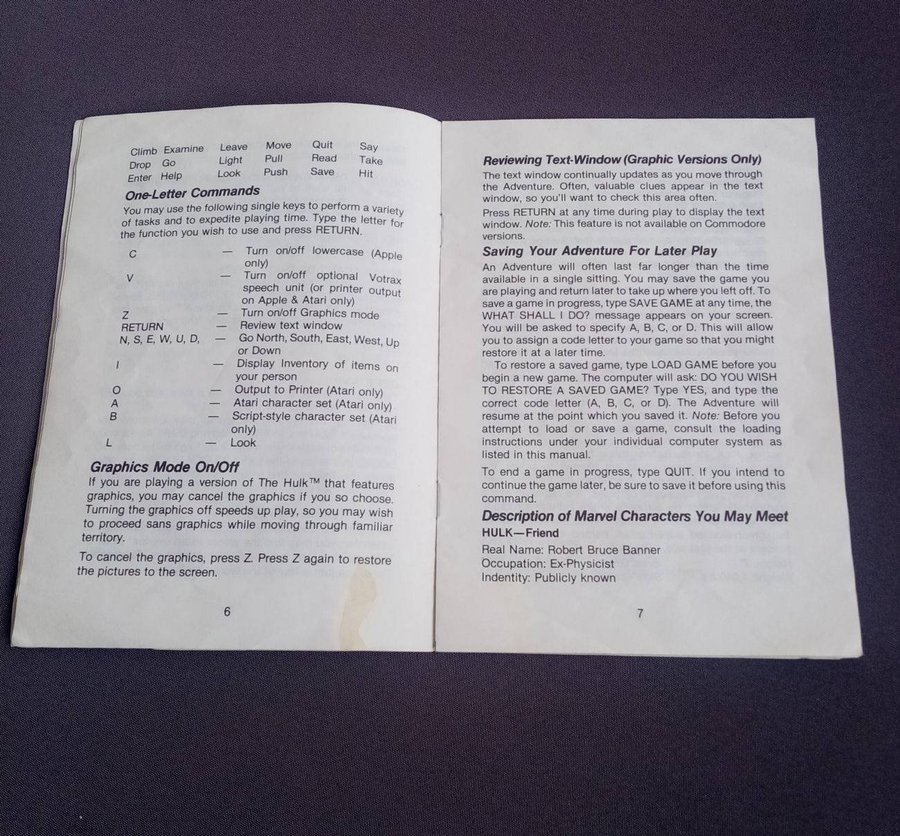 Climb Examine Leave Move Quit Say
Drop Go Light Pull Read Take
Enter Help Look Push Save Hit
One-Letter Commands
You may use the following single keys to perform a variety
of tasks and to expedite playing time. Type the letter for
the function you wish to use and press RETURN.
C — Turn on/off lowercase (Apple
only)
V — Turn on/off optional Votrax
speech unit (or printer output
on Apple & Atari only)
Z — Turn on/off Graphics mode
RETURN — Review text window
N, S, E, W, U, D, — Go North, South, East, West, Up
or Down
I — Display Inventory of items on
your person
O — Output to Printer (Atari only)
A — Atari character set (Atari only)
B — Script-style character set (Atari
only)
L — Look
Graphics Mode On/Off
If you are playing a version of The Hulk™ that features
graphics, you may cancel the graphics if you so choose.
Turning the graphics off speeds up play, so you may wish
to proceed sans graphics while moving through familiar
territory.
To cancel the graphics, press Z. Press Z again to restore
the pictures to the screen.
6
Reviewing Text-Window (Graphic Versions Only)
The text window continually updates as you move through
the Adventure. Often, valuable clues appear in the text
window, so you'll want to check this area often.
Press RETURN at any time during play to display the text
window. Note: This feature is not available on Commodore
versions.
Saving Your Adventure For Later Play
An Adventure will often last far longer than the time
available in a single sitting. You may save the game you
are playing and return later to take up where you left off. To
save a game in progress, type SAVE GAME at any time, the
WHAT SHALL I DO? message appears on your screen.
You will be asked to specify A, B, C, or D. This will allow
you to assign a code letter to your game so that you might
restore it at a later time.
To restore a saved game, type LOAD GAME before you
begin a new game. The computer will ask: DO YOU WISH
TO RESTORE A SAVED GAME? Type YES, and type the
correct code letter (A, B, C, or D). The Adventure will
resume at the point which you saved it. Note: Before you
attempt to load or save a game, consult the loading
instructions under your individual computer system as
listed in this manual.
To end a game in progress, type QUIT. If you intend to
continue the game later, be sure to save it before using this
command.
Description of Marvel Characters You May Meet
HULK—Friend
Real Name: Robert Bruce Banner
Occupation: Ex-Physicist
Indentity: Publicly known
7